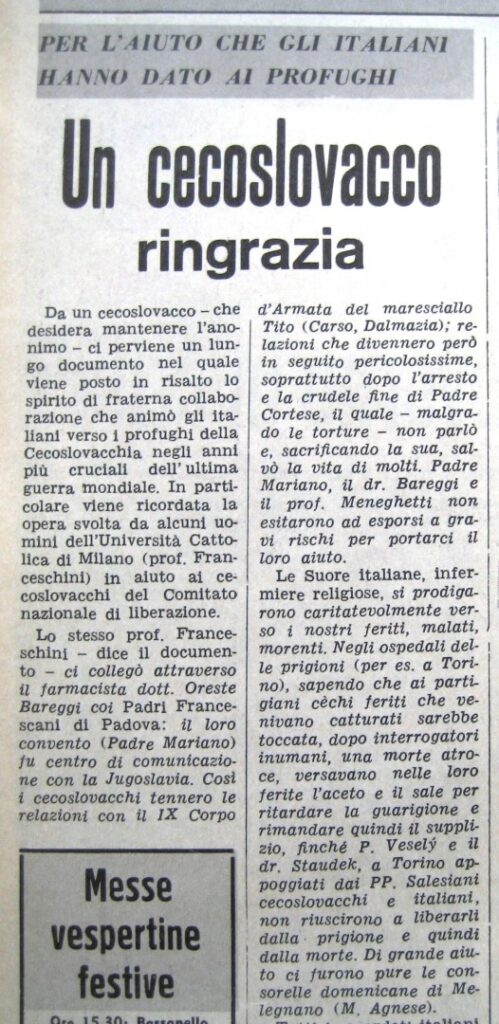 PER L'AIUTO CHE GLI ITALIANI
HANNO DATO AI PROFUGHI
Un cecoslovacco
ringrazia
Da un cecoslovacco – che
desidera mantenere l'ano-
nimo – ci perviene un lun-
go documento nel quale
viene posto in risalto lo
spirito di fraterna collabo-
razione che animò gli ita-
liani verso i profughi della
Cecoslovacchia negli anni
più cruciali dell'ultima
guerra mondiale. In parti-
colare viene ricordata la
opera svolta da alcuni uo-
mini dell'Università Catto-
lica di Milano (prof. Fran-
ceschini) in aiuto ai ce-
coslovacchi del Comitato
nazionale di liberazione.
Lo stesso prof. France-
schini – dice il documen-
to – ci collegò attraverso
il farmacista dott. Oreste
Bareggi coi Padri France-
scani di Padova: il loro
convento (Padre Mariano)
fu centro di comunicazio-
ne con la Jugoslavia. Così
i cecoslovacchi tennero le
relazioni con il IX Corpo
d'Armata del maresciallo
Tito (Carso, Dalmazia); re-
lazioni che divennero però
in seguito pericolosissime,
soprattutto dopo l'arresto
e la crudele fine di Padre
Cortese, il quale – malgra-
do le torture – non parlò
e, sacrificando la sua, sal-
vò la vita di molti. Padre
Mariano, il dr. Bareggi e
il prof. Meneghetti non
esitarono ad esporsi a gra-
vi rischi per portarci il
loro aiuto.
Le Suore italiane, infer-
miere religiose, si prodiga-
rono caritatevolmente ver-
so i nostri feriti, malati,
morenti. Negli ospedali del-
le prigioni (per es. a Tori-
no), sapendo che ai parti-
giani cèchi feriti che ve-
nivano catturati sarebbe
toccata, dopo interrogatori
inumani, una morte atro-
ce, versavano nelle loro
ferite l'aceto e il sale per
ritardare la guarigione e
rimandare quindi il suppli-
zio, finché P. Veselý e il
dr. Staudek, a Torino ap-
poggiati dai PP. Salesiani
cecoslovacchi e italiani,
non riuscirono a liberarli
dalla prigione e quindi
dalla morte. Di grande aiu-
to ci furono pure le con-
sorelle domenicane di Me-
legnano (M. Agnese).
Messe
vespertine
festive
Ore 15,30: Bassanello